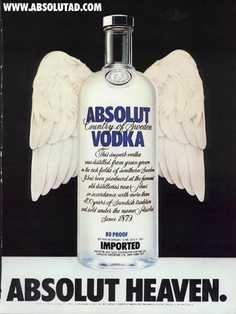 WWW.ABSOLUTAD.COM
ABSOLUT
Country of Sweden
VODKA
This superb vodka
was distilled from grain grown
in the rich fields of southern Sweden
It has been produced at the famous
old distilleries near Åhus
in accordance with more than
400 years of Swedish tradition
and sold under the name Absolut
Since 1879.
80 PROOF
IMPORTED
ABSOLUT HEAVEN.